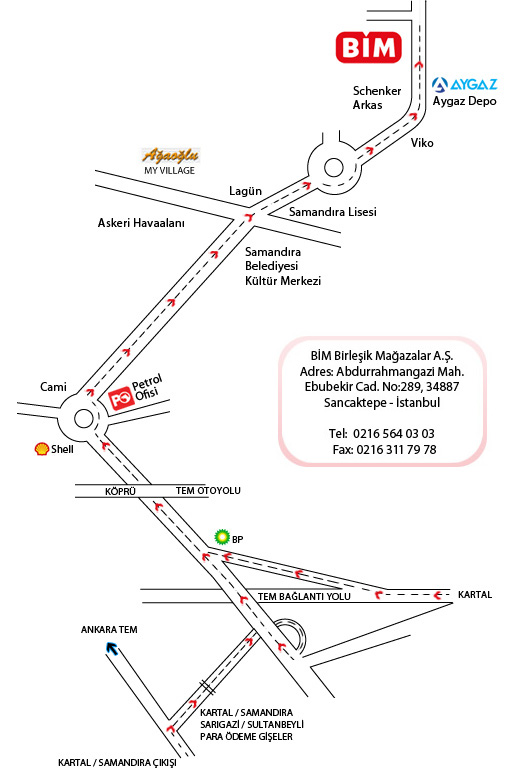 BİM
Schenker
Arkas
AYGAZ
Aygaz Depo
Viko
Ağaoğlu
MY VILLAGE
Lagün
Samandıra Lisesi
Askeri Havaalanı
Samandıra
Belediyesi
Kültür Merkezi
BİM Birleşik Mağazalar A.Ş.
Adres: Abdurrahmangazi Mah.
Ebubekir Cad. No:289, 34887
Sancaktepe - İstanbul
Tel: 0216 564 03 03
Fax: 0216 311 79 78
Cami
PO
Petrol
Ofisi
Shell
KÖPRÜ
TEM OTOYOLU
BP
TEM BAĞLANTI YOLU
KARTAL
ANKARA TEM
KARTAL / SAMANDIRA
SARIGAZİ / SULTANBEYLİ
PARA ÖDEME GİŞELER
KARTAL / SAMANDIRA ÇIKIŞI